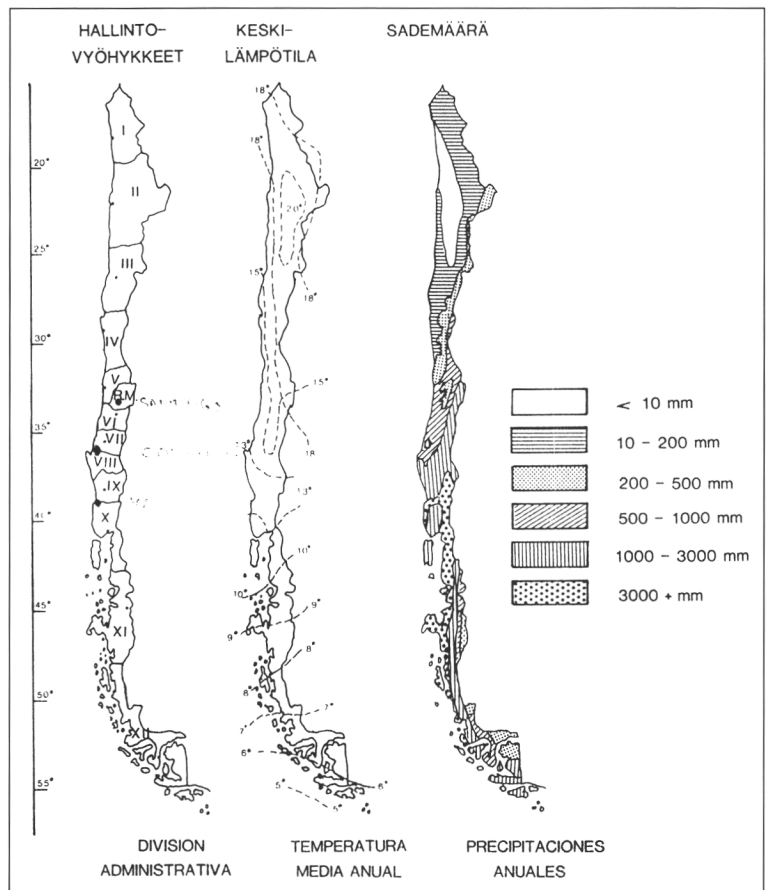 HALLINTO-
VYÖHYKKEET
KESKI-
LÄMPÖTILA
SADEMÄÄRÄ
20°
25°
30°
35°
40°
45°
50°
55°
I
II
III
IV
V
R.M.
VI
VII
VIII
IX
X
XI
XII
18°
18°
20°
15°
18°
15°
13°
18
13°
10°
10°
9°
9°
8°
8°
7°
7°
6°
6°
5°
5°
< 10 mm
10 - 200 mm
200 - 500 mm
500 - 1000 mm
1000 - 3000 mm
3000 + mm
DIVISION
ADMINISTRATIVA
TEMPERATURA
MEDIA ANUAL
PRECIPITACIONES
ANUALES